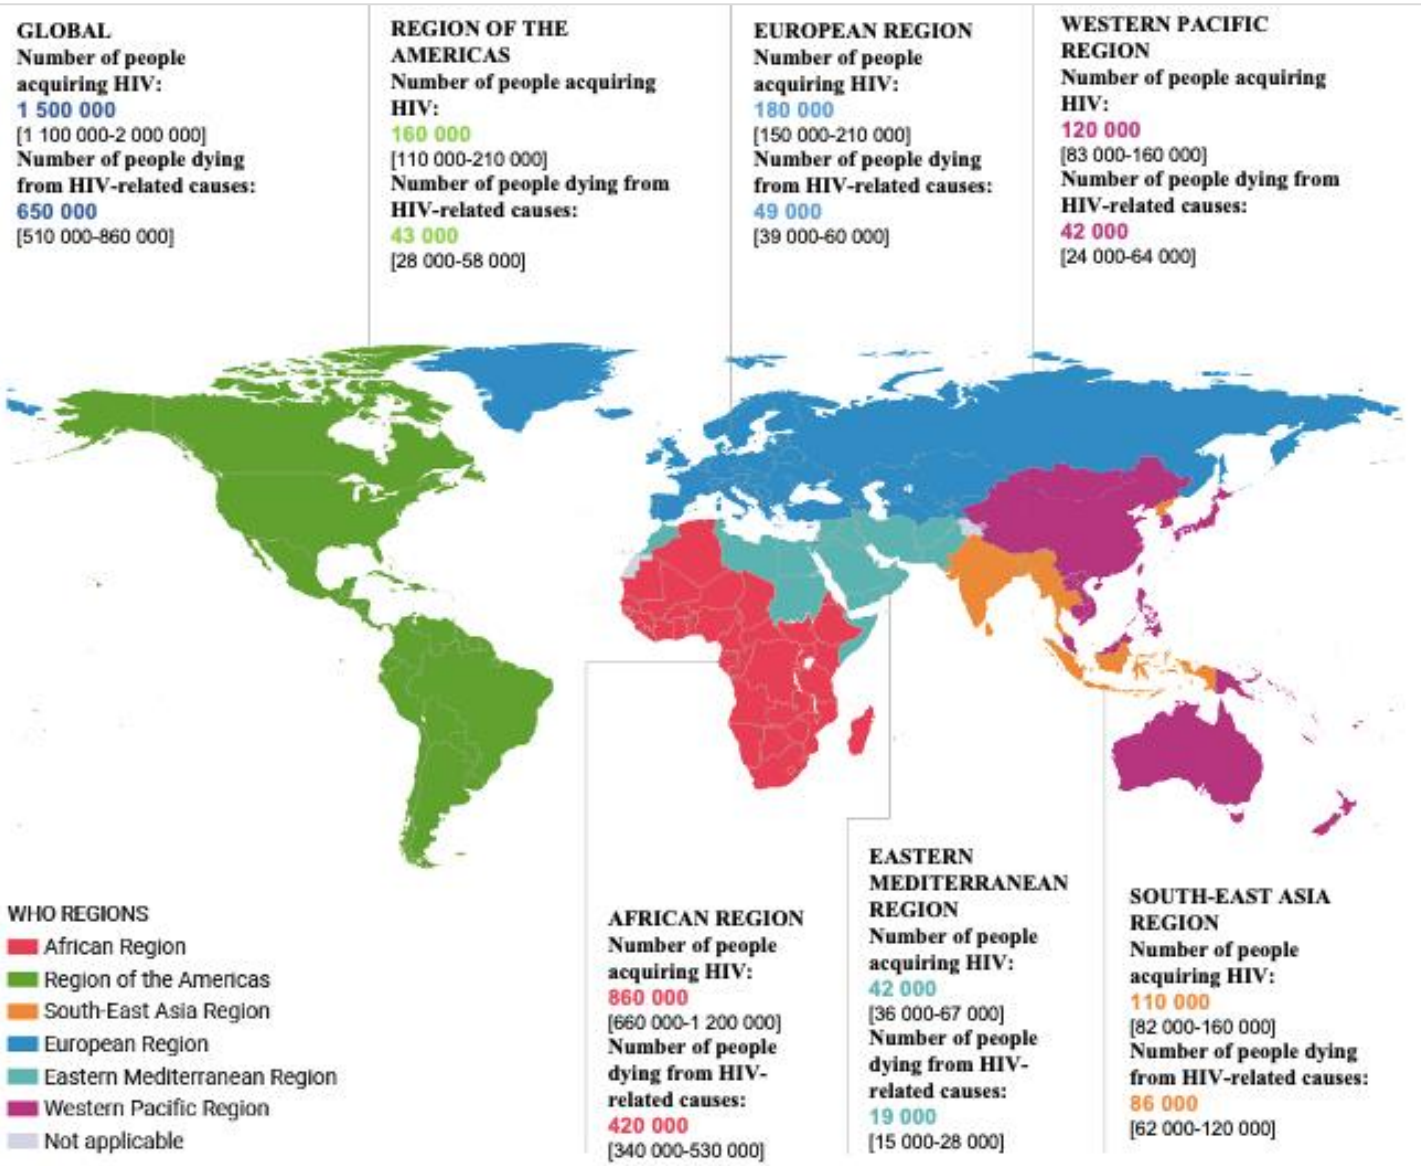 GLOBAL
Number of people
acquiring HIV:
1 500 000
[1 100 000-2 000 000]
Number of people dying
from HIV-related causes:
650 000
[510 000-860 000]
REGION OF THE
AMERICAS
Number of people acquiring
HIV:
160 000
[110 000-210 000]
Number of people dying from
HIV-related causes:
43 000
[28 000-58 000]
EUROPEAN REGION
Number of people
acquiring HIV:
180 000
[150 000-210 000]
Number of people dying
from HIV-related causes:
49 000
[39 000-60 000]
WESTERN PACIFIC
REGION
Number of people acquiring
HIV:
120 000
[83 000-160 000]
Number of people dying from
HIV-related causes:
42 000
[24 000-64 000]
WHO REGIONS
African Region
Region of the Americas
South-East Asia Region
European Region
Eastern Mediterranean Region
Western Pacific Region
Not applicable
AFRICAN REGION
Number of people
acquiring HIV:
860 000
[660 000-1 200 000]
Number of people
dying from HIV-
related causes:
420 000
[340 000-530 000]
EASTERN
MEDITERRANEAN
REGION
Number of people
acquiring HIV:
42 000
[36 000-67 000]
Number of people
dying from HIV-
related causes:
19 000
[15 000-28 000]
SOUTH-EAST ASIA
REGION
Number of people
acquiring HIV:
110 000
[82 000-160 000]
Number of people dying
from HIV-related causes:
86 000
[62 000-120 000]